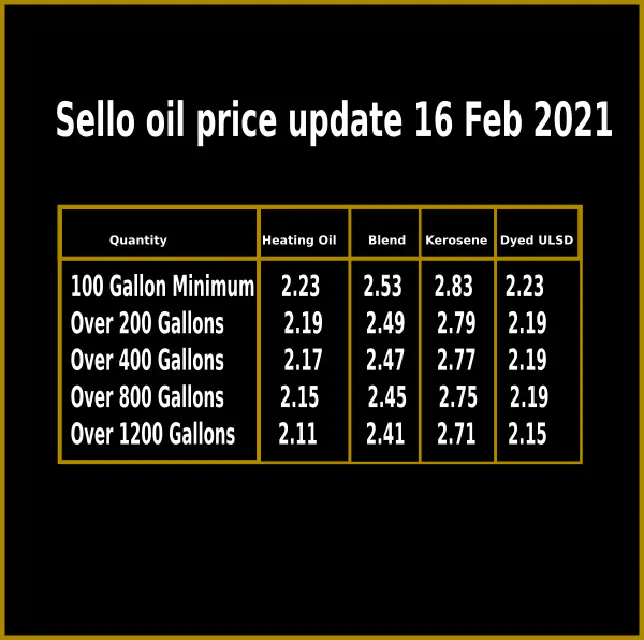 Sello oil price update 16 Feb 2021
Quantity Heating Oil Blend Kerosene Dyed ULSD
100 Gallon Minimum 2.23 2.53 2.83 2.23
Over 200 Gallons 2.19 2.49 2.79 2.19
Over 400 Gallons 2.17 2.47 2.77 2.19
Over 800 Gallons 2.15 2.45 2.75 2.19
Over 1200 Gallons 2.11 2.41 2.71 2.15